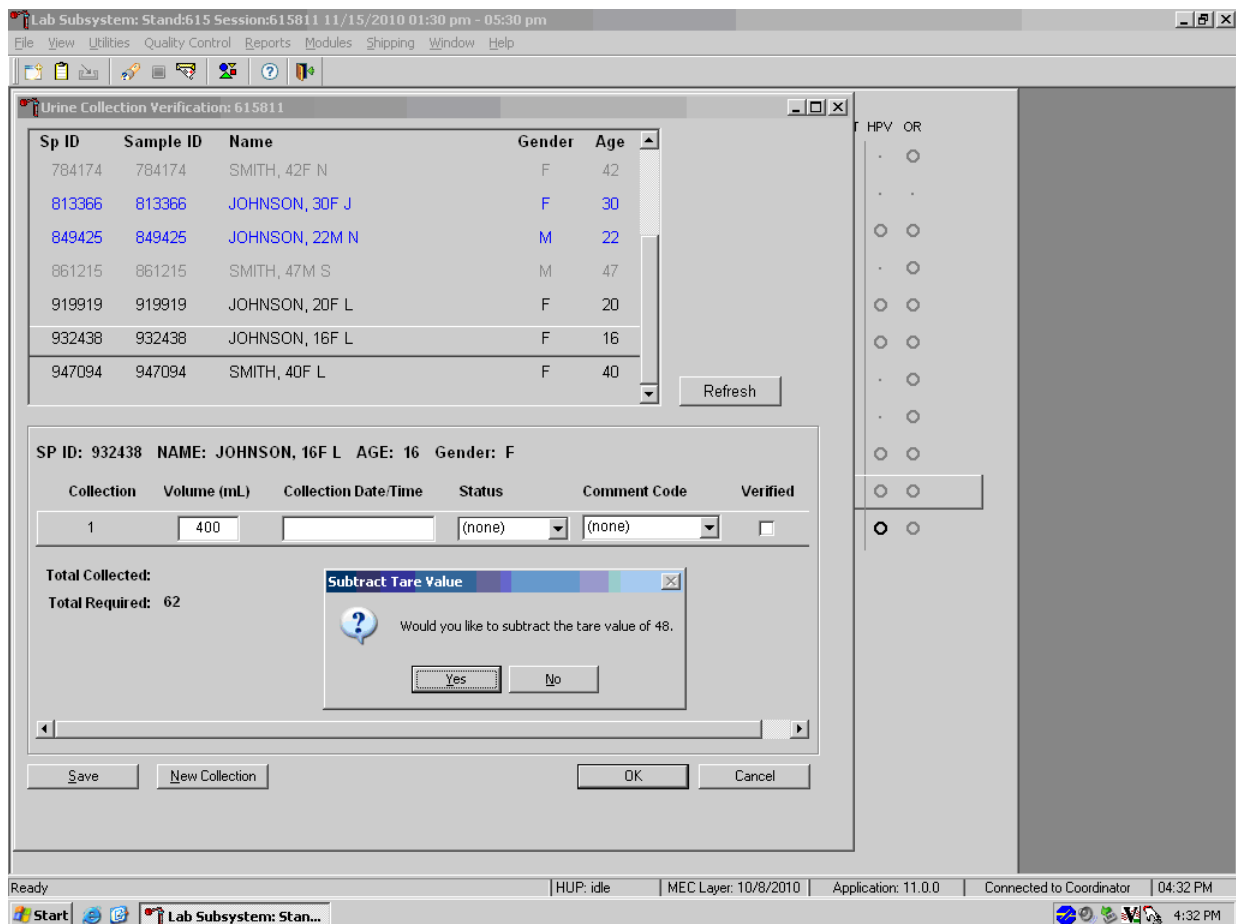 Lab Subsystem: Stand:615 Session:615811 11/15/2010 01:30 pm - 05:30 pm
File View Utilities Quality Control Reports Modules Shipping Window Help
Urine Collection Verification: 615811
T HPV OR
Sp ID Sample ID Name Gender Age
784174 784174 SMITH, 42F N F 42
813366 813366 JOHNSON, 30F J F 30
849425 849425 JOHNSON, 22M N M 22
861215 861215 SMITH, 47M S M 47
919919 919919 JOHNSON, 20F L F 20
932438 932438 JOHNSON, 16F L F 16
947094 947094 SMITH, 40F L F 40
Refresh
SP ID: 932438 NAME: JOHNSON, 16F L AGE: 16 Gender: F
Collection Volume (mL) Collection Date/Time Status Comment Code Verified
1 400 (none) (none)
Total Collected:
Total Required: 62
Subtract Tare Value
Would you like to subtract the tare value of 48.
Yes No
Save New Collection OK Cancel
Ready HUP: idle MEC Layer: 10/8/2010 Application: 11.0.0 Connected to Coordinator 04:32 PM
Start Lab Subsystem: Stan... 4:32 PM